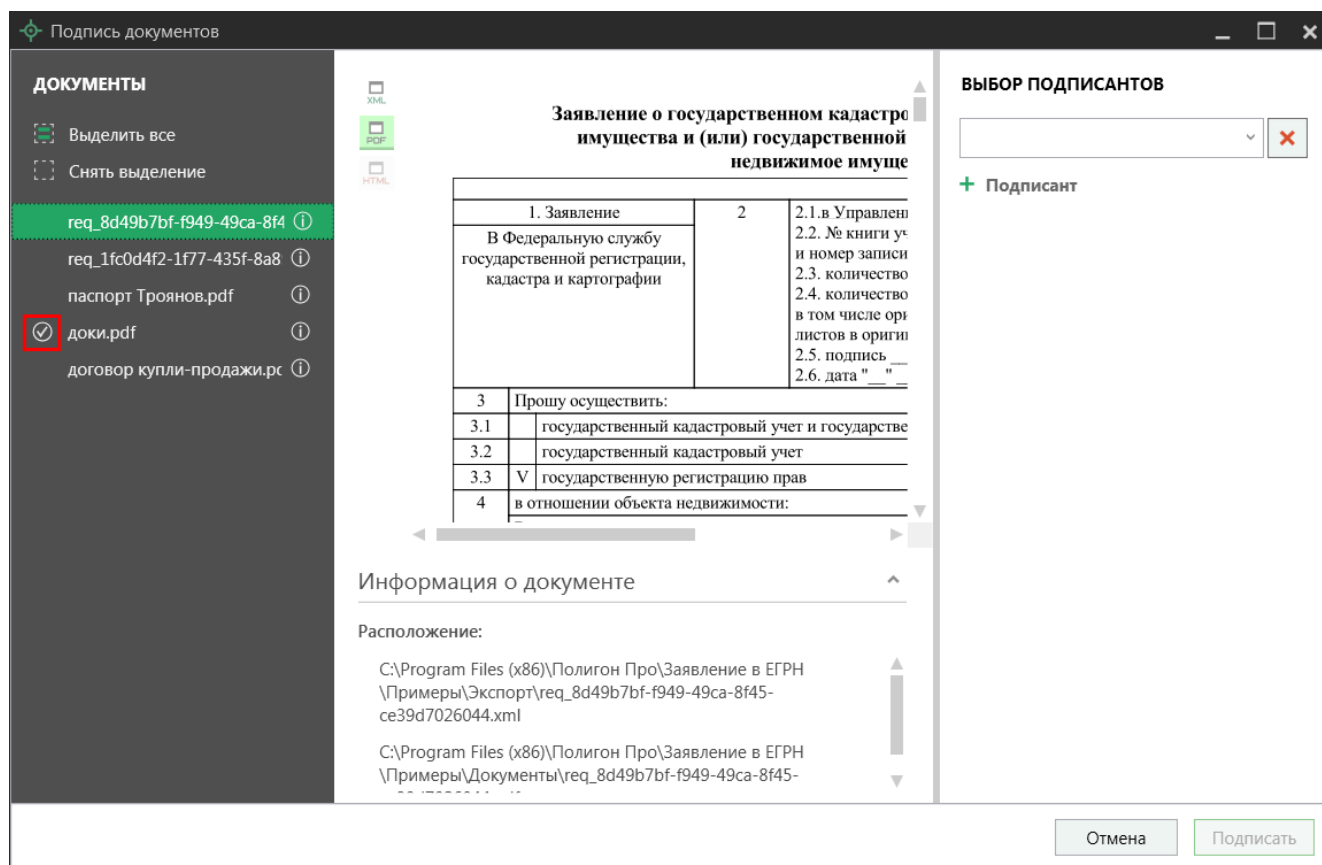 Подпись документов
ДОКУМЕНТЫ
Выделить все
Снять выделение
req_8d49b7bf-f949-49ca-8f4
req_1fc0d4f2-1f77-435f-8a8
паспорт Троянов.pdf
доки.pdf
договор купли-продажи.pc
XML
PDF
HTML
Заявление о государственном кадастро
имущества и (или) государственной
недвижимое имуще
1. Заявление
В Федеральную службу
государственной регистрации,
кадастра и картографии
2
2.1.в Управлен
2.2. № книги уч
и номер записи
2.3. количество
2.4. количество
в том числе ори
листов в ориги
2.5. подпись __
2.6. дата "__" _
3 Прошу осуществить:
3.1 государственный кадастровый учет и государстве
3.2 государственный кадастровый учет
3.3 V государственную регистрацию прав
4 в отношении объекта недвижимости:
Информация о документе
Расположение:
C:\Program Files (x86)\Полигон Про\Заявление в ЕГРН
\Примеры\Экспорт\req_8d49b7bf-f949-49ca-8f45-
ce39d7026044.xml
C:\Program Files (x86)\Полигон Про\Заявление в ЕГРН
\Примеры\Документы\req_8d49b7bf-f949-49ca-8f45-
ВЫБОР ПОДПИСАНТОВ
+ Подписант
Отмена
Подписать